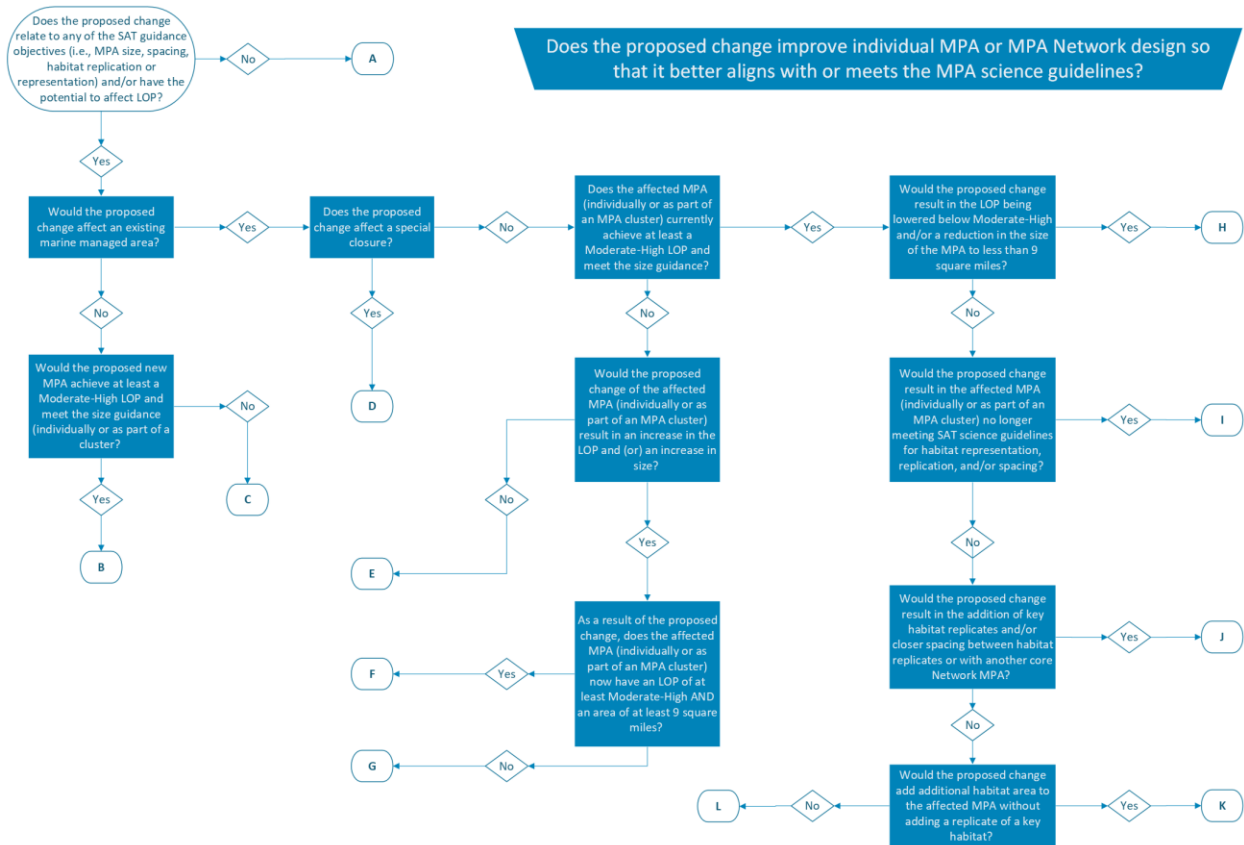 Does the proposed change
relate to any of the SAT guidance
objectives (i.e., MPA size, spacing,
habitat replication or
representation) and/or have the
potential to affect LOP?
No
A
Does the proposed change improve individual MPA or MPA Network design so
that it better aligns with or meets the MPA science guidelines?
Yes
Would the proposed
change affect an existing
marine managed area?
Yes
Does the proposed
change affect a special
closure?
No
Does the affected MPA
(individually or as part of
an MPA cluster) currently
achieve at least a
Moderate-High LOP and
meet the size guidance?
Yes
Would the proposed change
result in the LOP being
lowered below Moderate-High
and/or a reduction in the size
of the MPA to less than 9
square miles?
Yes
H
No
Yes
No
No
Would the proposed new
MPA achieve at least a
Moderate-High LOP and
meet the size guidance
(individually or as part of a
cluster?
No
D
Would the proposed
change of the affected
MPA (individually or as
part of an MPA cluster)
result in an increase in the
LOP and (or) an increase in
size?
Would the proposed change
result in the affected MPA
(individually or as part of an
MPA cluster) no longer
meeting SAT science guidelines
for habitat representation,
replication, and/or spacing?
Yes
I
Yes
C
No
B
Yes
No
E
As a result of the proposed
change, does the affected
MPA (individually or as
part of an MPA cluster)
now have an LOP of at
least Moderate-High AND
an area of at least 9 square
miles?
Yes
F
No
G
Would the proposed change
result in the addition of key
habitat replicates and/or
closer spacing between habitat
replicates or with another core
Network MPA?
Yes
J
No
Would the proposed change
add additional habitat area to
the affected MPA without
adding a replicate of a key
habitat?
No
L
Yes
K